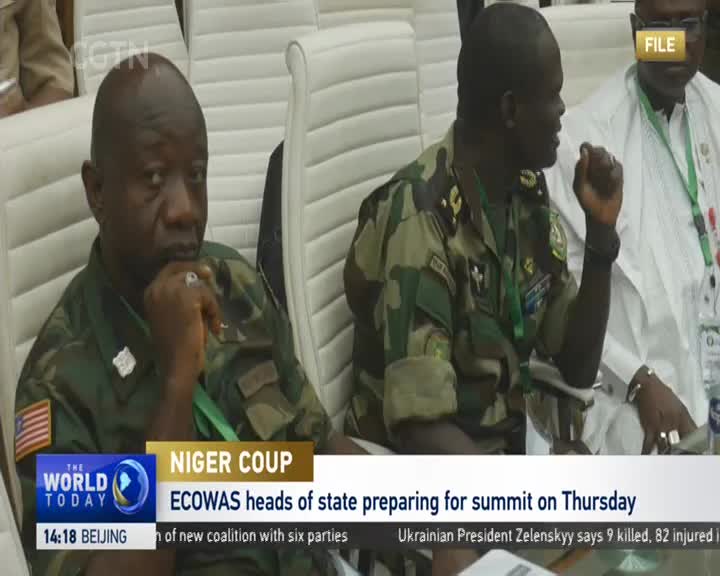 CGTN
FILE
NIGER COUP
ECOWAS heads of state preparing for summit on Thursday
THE
WORLD
TODAY
14:18 BEIJING
of new coalition with six parties Ukrainian President Zelenskyy says 9 killed, 82 injured i